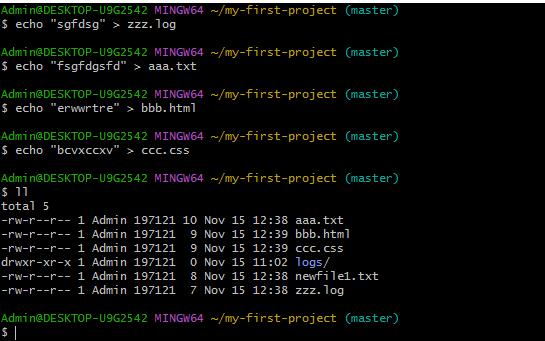 Admin@DESKTOP-U9G2542 MINGW64 ~/my-first-project (master)
$ echo "sgfdsg" > zzz.log
Admin@DESKTOP-U9G2542 MINGW64 ~/my-first-project (master)
$ echo "fsgfdgsfd" > aaa.txt
Admin@DESKTOP-U9G2542 MINGW64 ~/my-first-project (master)
$ echo "erwwrtre" > bbb.html
Admin@DESKTOP-U9G2542 MINGW64 ~/my-first-project (master)
$ echo "bcvxccxv" > ccc.css
Admin@DESKTOP-U9G2542 MINGW64 ~/my-first-project (master)
$ ll
total 5
-rw-r--r-- 1 Admin 197121 10 Nov 15 12:38 aaa.txt
-rw-r--r-- 1 Admin 197121  9 Nov 15 12:39 bbb.html
-rw-r--r-- 1 Admin 197121  9 Nov 15 12:39 ccc.css
drwxr-xr-x 1 Admin 197121  0 Nov 15 11:02 logs/
-rw-r--r-- 1 Admin 197121  8 Nov 15 12:38 newfile1.txt
-rw-r--r-- 1 Admin 197121  7 Nov 15 12:38 zzz.log
Admin@DESKTOP-U9G2542 MINGW64 ~/my-first-project (master)
$